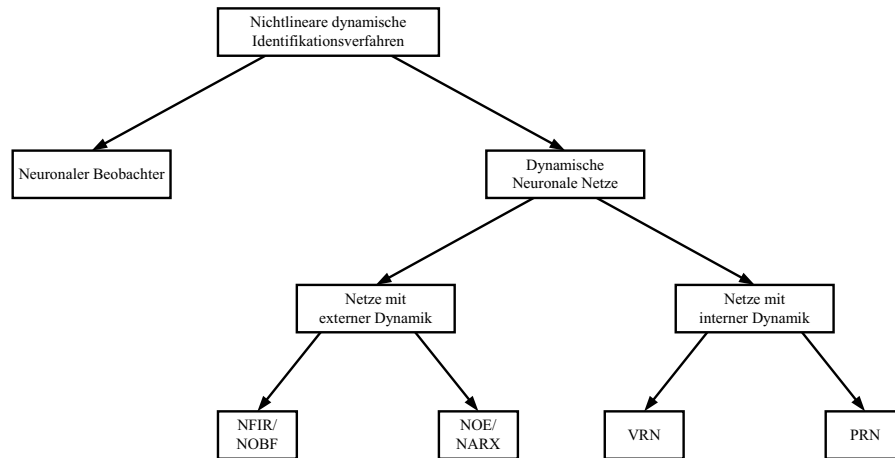 Nichtlineare dynamische
Identifikationsverfahren
Neuronaler Beobachter
Dynamische
Neuronale Netze
Netze mit
externer Dynamik
Netze mit
interner Dynamik
NFIR/
NOBF
NOE/
NARX
VRN
PRN